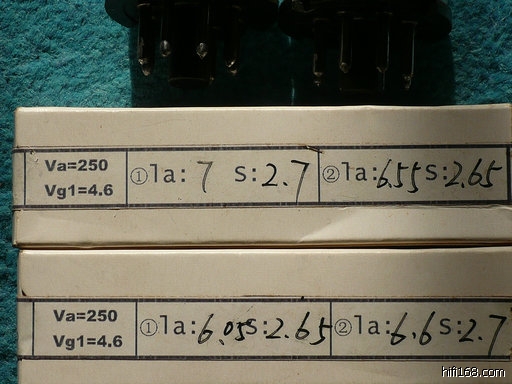 Va=250
Vg1=4.6
①Ia: 7 S:2.7
②Ia:6.55 S:2.65
Va=250
Vg1=4.6
①Ia:6.05 S:2.65
②Ia:6.6 S:2.7
hifi168.com